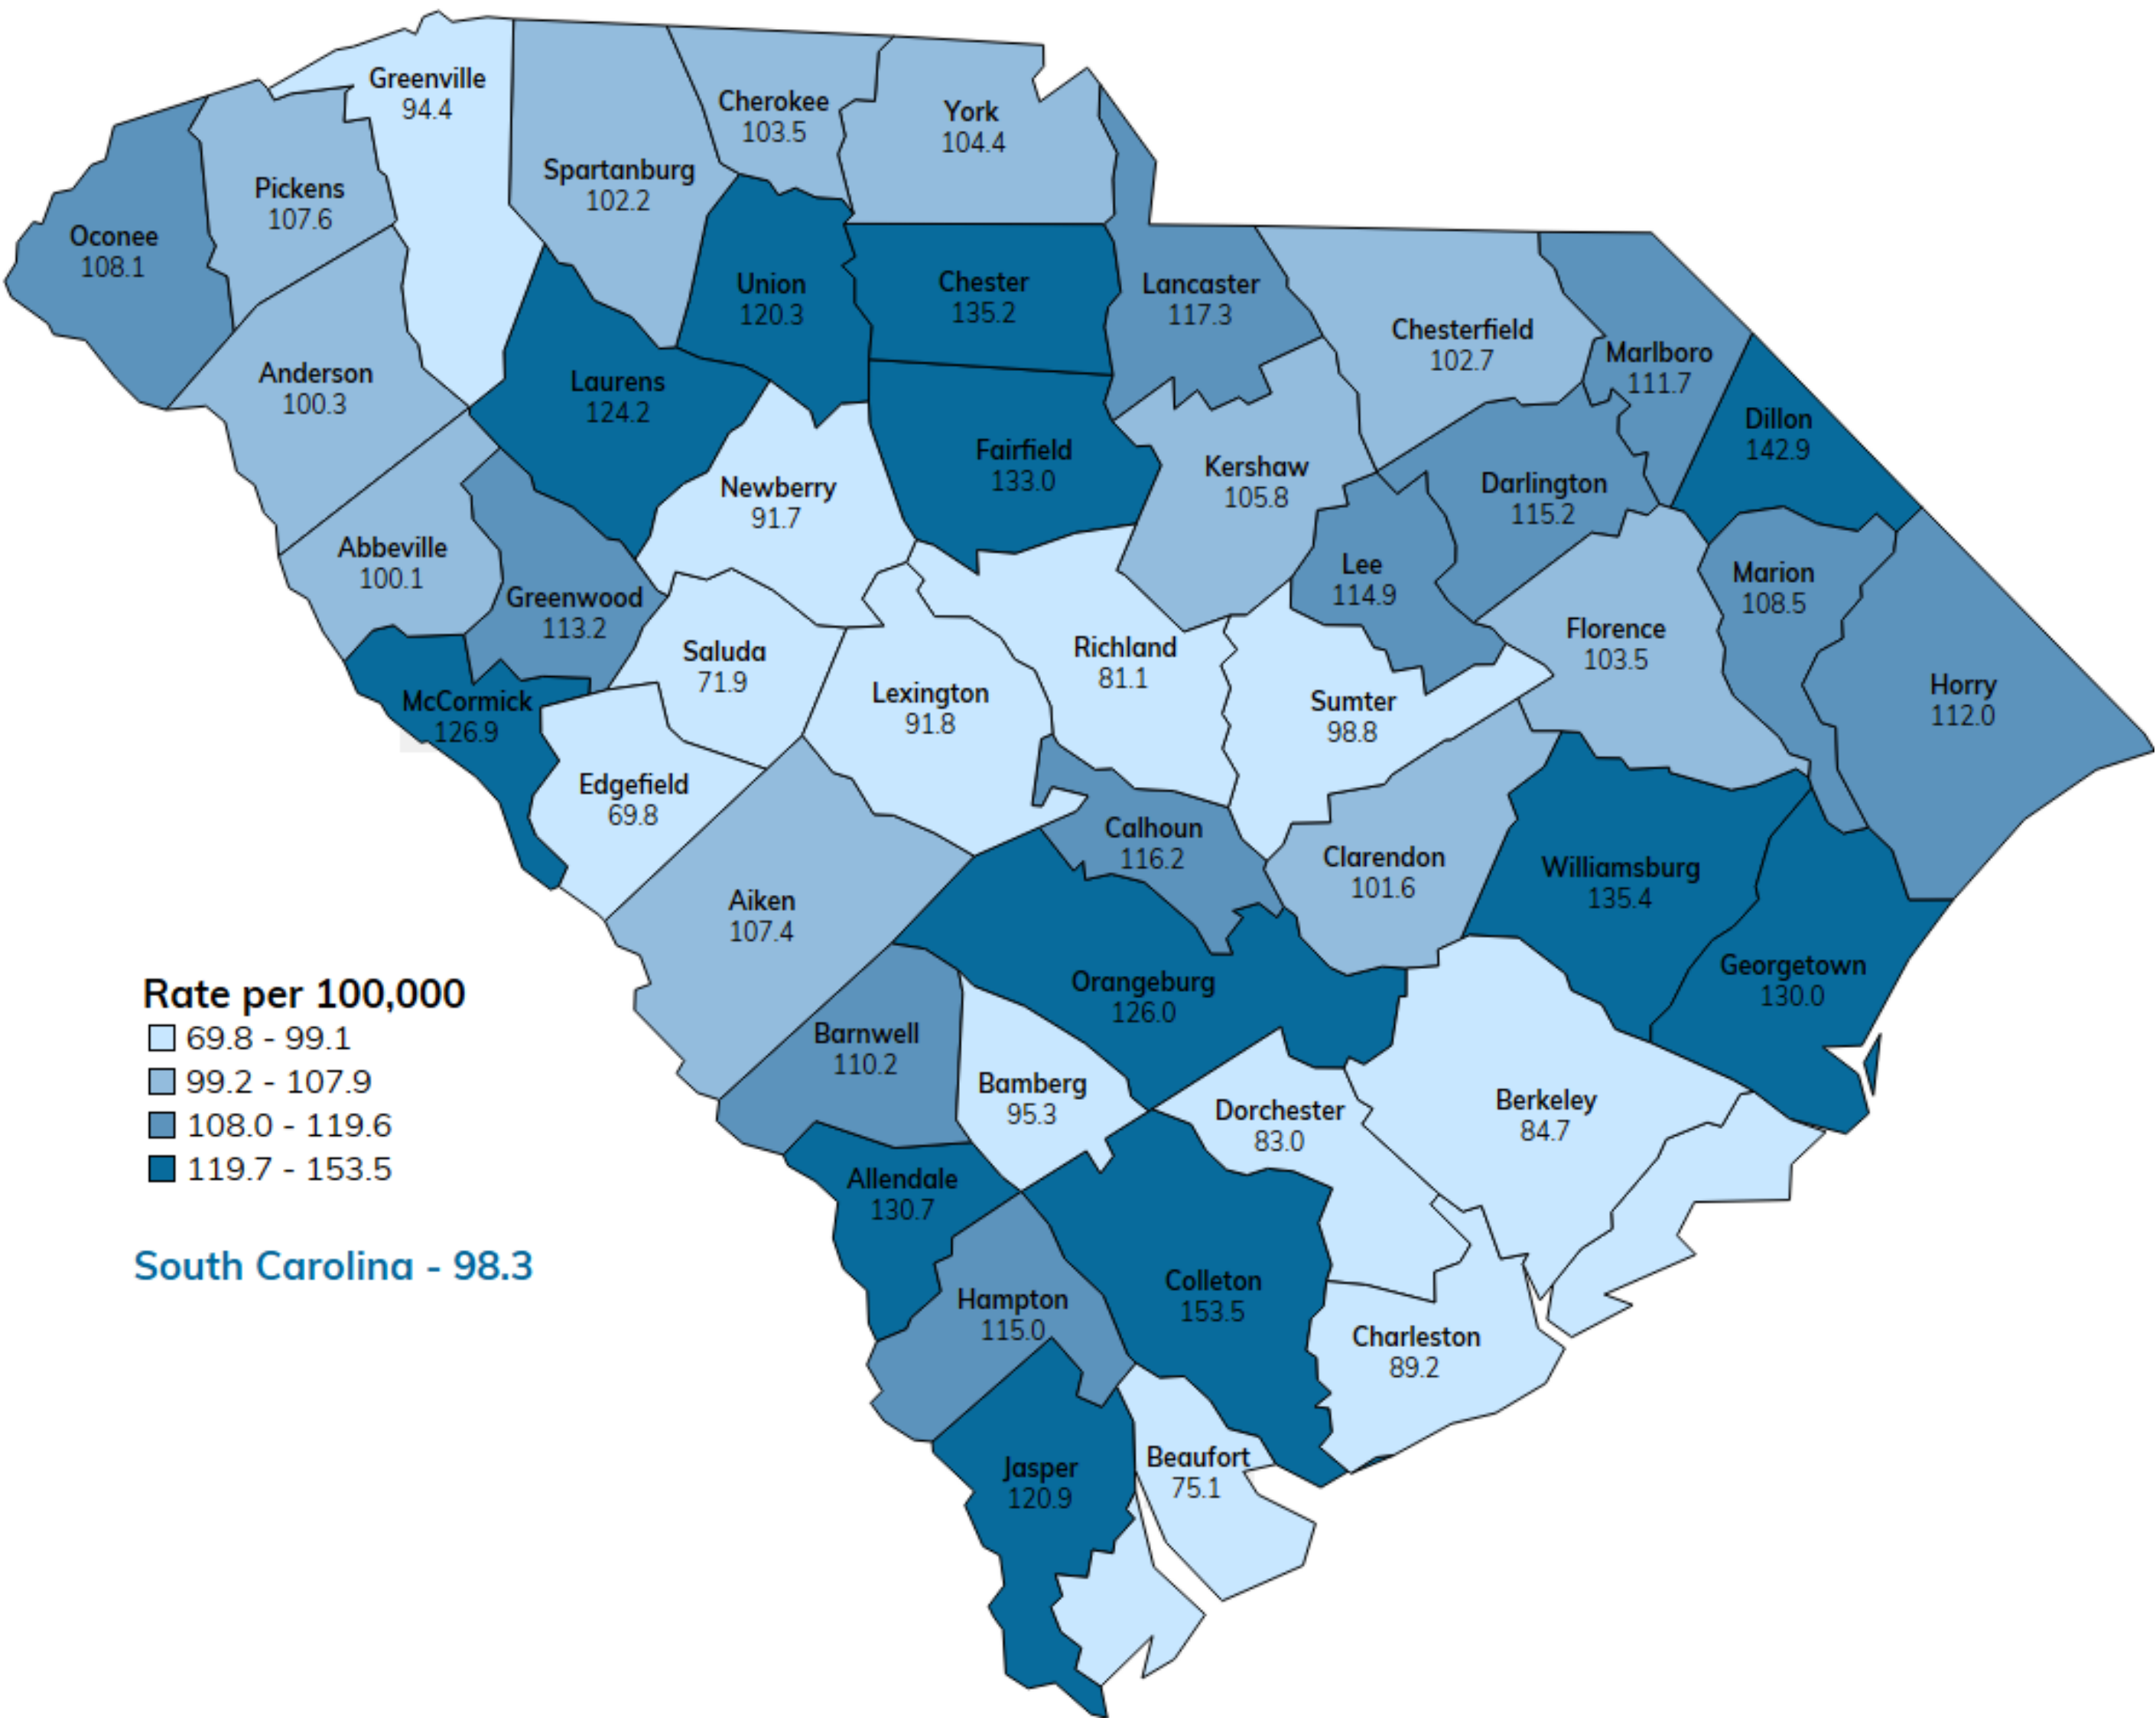 Greenville
94.4
Cherokee
103.5
York
104.4
Spartanburg
102.2
Pickens
107.6
Oconee
108.1
Union
120.3
Chester
135.2
Lancaster
117.3
Chesterfield
102.7
Marlboro
111.7
Anderson
100.3
Laurens
124.2
Dillon
142.9
Fairfield
133.0
Kershaw
105.8
Darlington
115.2
Newberry
91.7
Abbeville
100.1
Lee
114.9
Marion
108.5
Greenwood
113.2
Florence
103.5
Saluda
71.9
Richland
81.1
Lexington
91.8
McCormick
126.9
Sumter
98.8
Horry
112.0
Edgefield
69.8
Calhoun
116.2
Clarendon
101.6
Williamsburg
135.4
Aiken
107.4
Orangeburg
126.0
Georgetown
130.0
Barnwell
110.2
Bamberg
95.3
Dorchester
83.0
Berkeley
84.7
Allendale
130.7
Hampton
115.0
Colleton
153.5
Charleston
89.2
Jasper
120.9
Beaufort
75.1
Rate per 100,000
69.8 - 99.1
99.2 - 107.9
108.0 - 119.6
119.7 - 153.5
South Carolina - 98.3